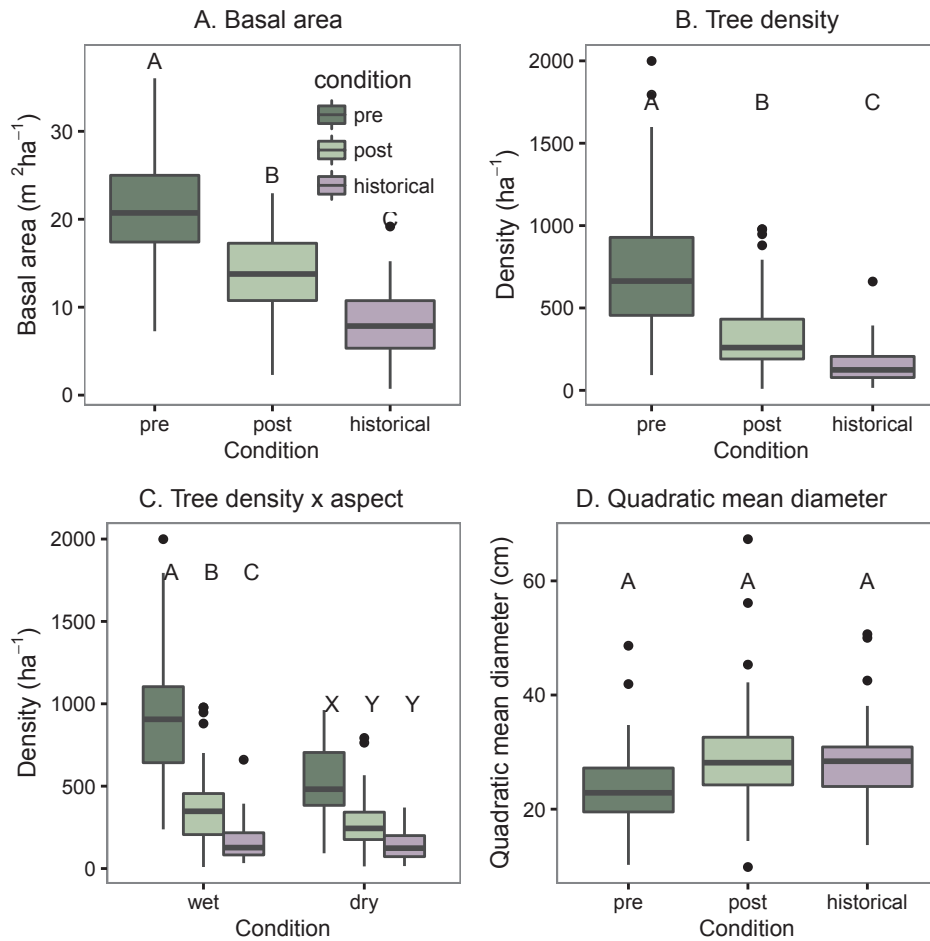 A. Basal area
A
B
C
condition
pre
post
historical
30
20
10
0
Basal area (m ²ha⁻¹)
pre post historical
Condition
B. Tree density
2000
1500
1000
500
0
Density (ha⁻¹)
A B C
pre post historical
Condition
C. Tree density x aspect
2000
1500
1000
500
0
Density (ha⁻¹)
A B C
X Y Y
wet dry
Condition
D. Quadratic mean diameter
60
40
20
Quadratic mean diameter (cm)
A A A
pre post historical
Condition